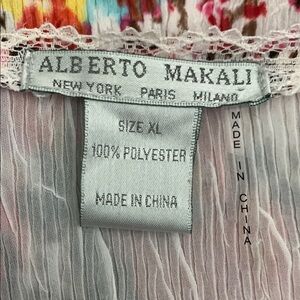 ALBERTO MAKALI
NEW YORK PARIS MILANO
SIZE XL
100% POLYESTER
MADE IN CHINA
MADE IN CHINA